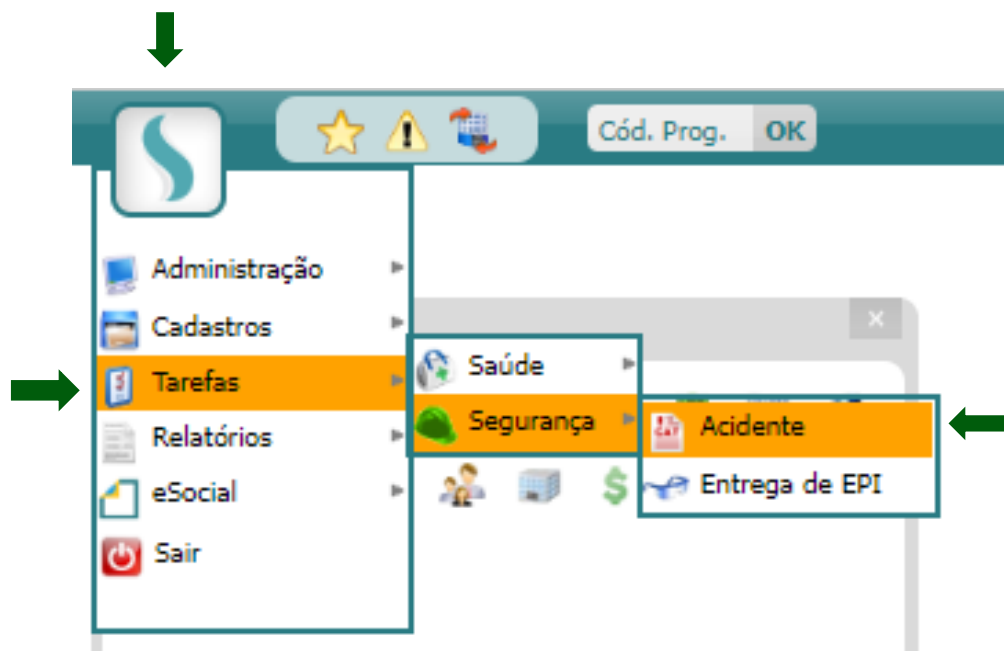 Cód. Prog. OK
Administração
Cadastros
Tarefas
Relatórios
eSocial
Sair
Saúde
Segurança
Acidente
Entrega de EPI